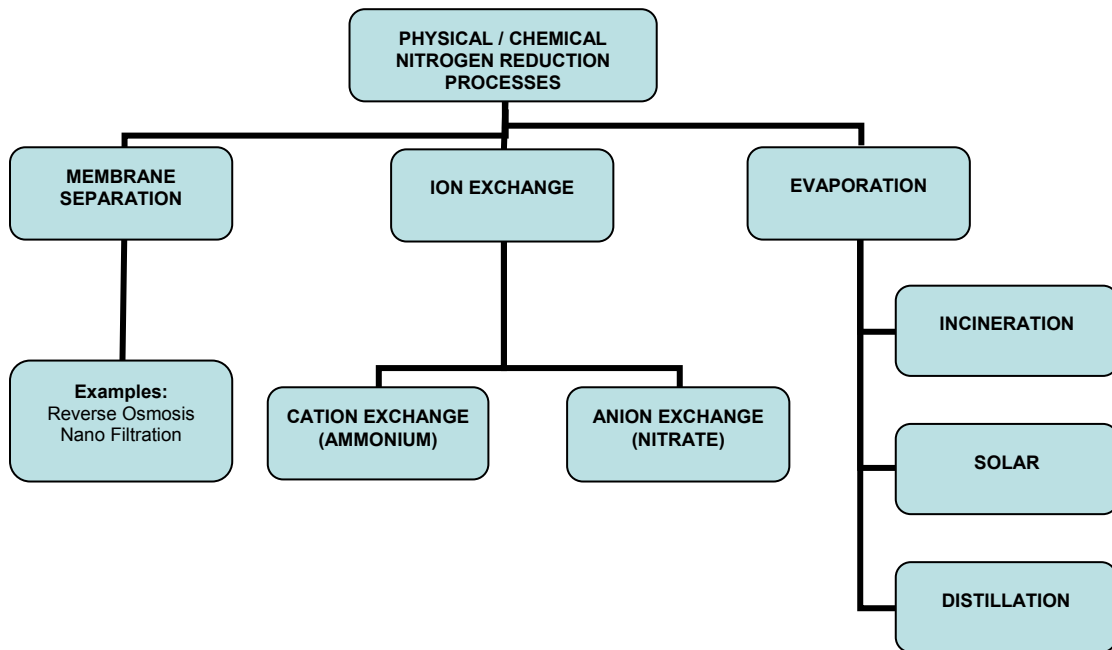 PHYSICAL / CHEMICAL
NITROGEN REDUCTION
PROCESSES
MEMBRANE
SEPARATION
ION EXCHANGE
EVAPORATION
INCINERATION
Examples:
Reverse Osmosis
Nano Filtration
CATION EXCHANGE
(AMMONIUM)
ANION EXCHANGE
(NITRATE)
SOLAR
DISTILLATION